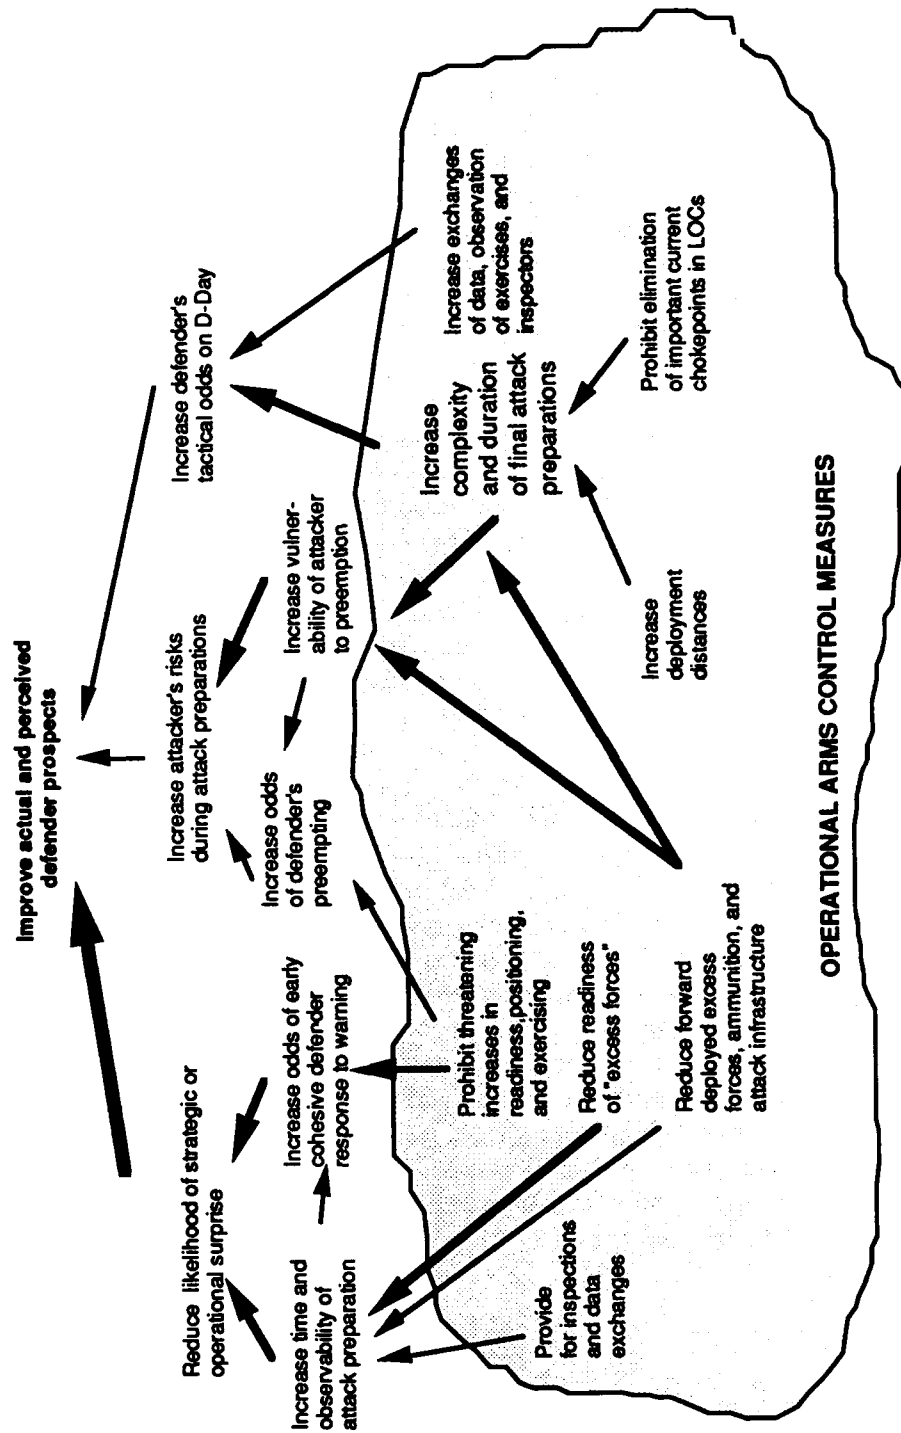 Improve actual and perceived
defender prospects
Reduce likelihood of strategic or
operational surprise
Increase attacker's risks
during attack preparations
Increase defender's
tactical odds on D-Day
Increase time and
observability of
attack preparation
Increase odds of early
cohesive defender
response to warning
Increase odds
of defender's
preempting
Increase vulner-
ability of attacker
to preemption
Provide
for inspections
and data
exchanges
Prohibit threatening
increases in
readiness,positioning,
and exercising
Reduce readiness
of "excess forces"
Reduce forward
deployed excess
forces, ammunition, and
attack infrastructure
Increase
complexity
and duration
of final attack
preparations
Increase exchanges
of data, observation
of exercises, and
inspectors
Increase
deployment
distances
Prohibit elimination
of important current
chokepoints in LOCs
OPERATIONAL ARMS CONTROL MEASURES